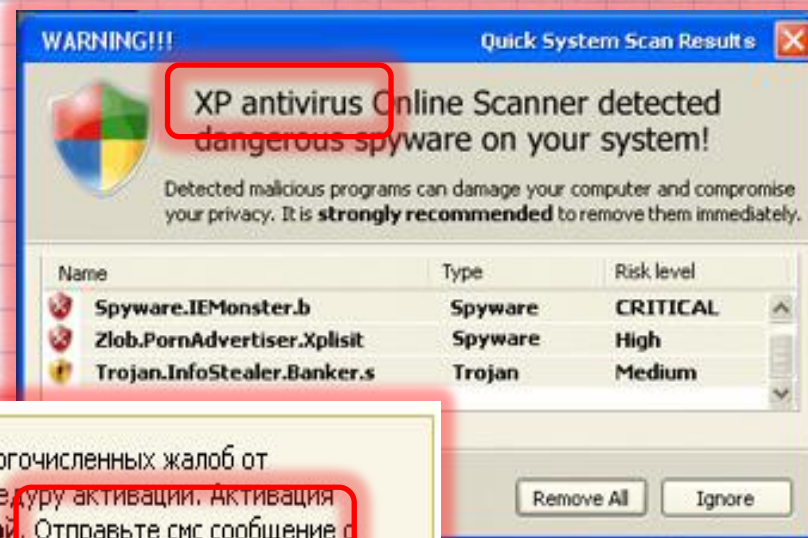 WARNING!!! Quick System Scan Results
XP antivirus Online Scanner detected
dangerous spyware on your system!
Detected malicious programs can damage your computer and compromise
your privacy. It is strongly recommended to remove them immediately.
Name Type Risk level
Spyware.IEMonster.b Spyware CRITICAL
Zlob.PornAdvertiser.Xplisit Spyware High
Trojan.InfoStealer.Banker.s Trojan Medium
Remove All Ignore
огочисленных жалоб от
едуру активации. Активация
ой. Отправьте смс сообщение с